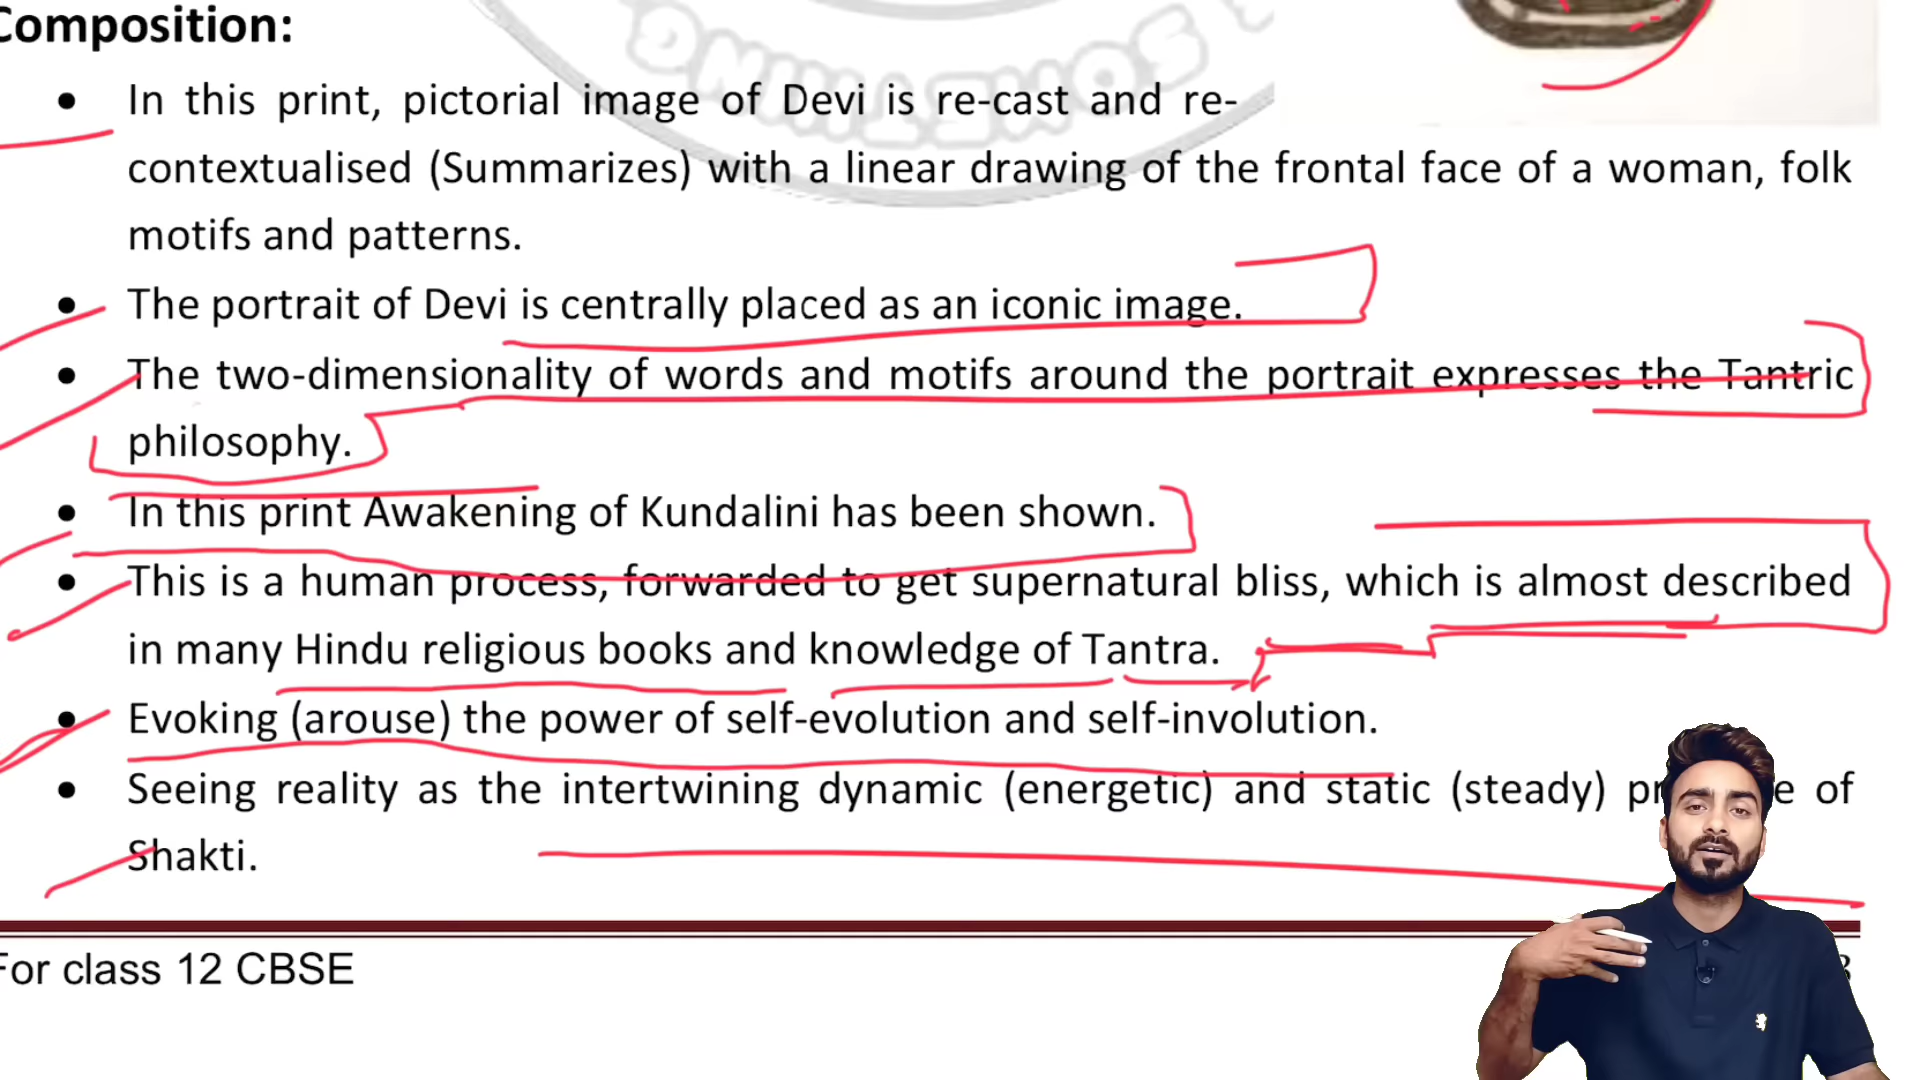 Composition:
• In this print, pictorial image of Devi is re-cast and re-
contextualised (Summarizes) with a linear drawing of the frontal face of a woman, folk
motifs and patterns.
• The portrait of Devi is centrally placed as an iconic image.
• The two-dimensionality of words and motifs around the portrait expresses the Tantric
philosophy.
• In this print Awakening of Kundalini has been shown.
• This is a human process, forwarded to get supernatural bliss, which is almost described
in many Hindu religious books and knowledge of Tantra.
• Evoking (arouse) the power of self-evolution and self-involution.
• Seeing reality as the intertwining dynamic (energetic) and static (steady) of
Shakti.
For class 12 CBSE
SOMETHING